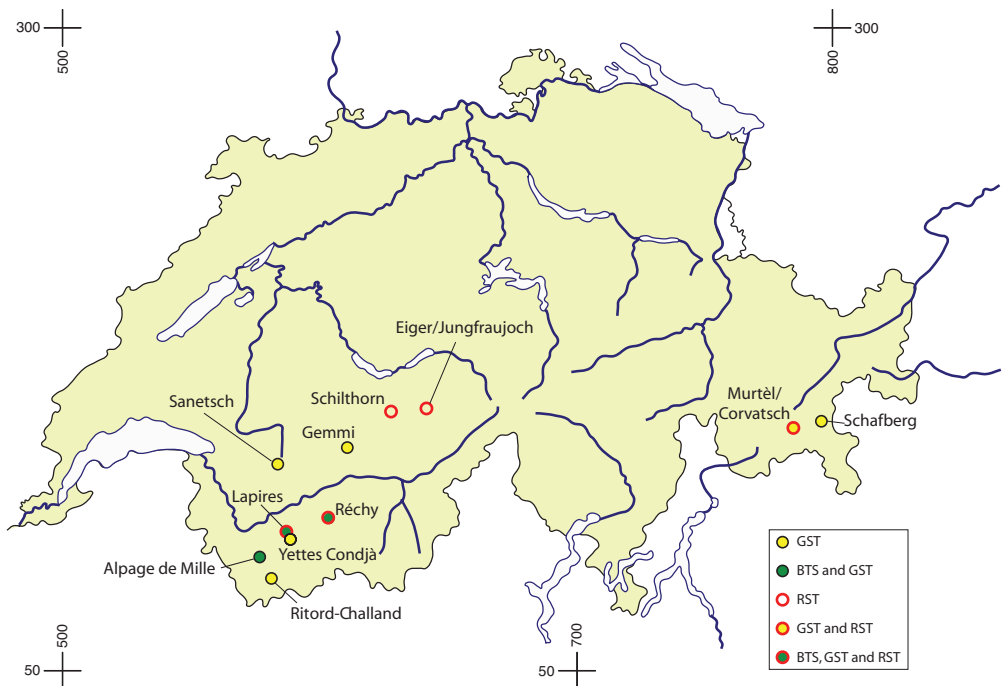 300
500
300
800
Eiger/Jungfraujoch
Sanetsch
Schilthorn
Murtèl/
Corvatsch
Schafberg
Gemmi
Lapires
Réchy
Yettes Condjà
Alpage de Mille
Ritord-Challand
GST
BTS and GST
RST
GST and RST
BTS, GST and RST
500
50
700
50